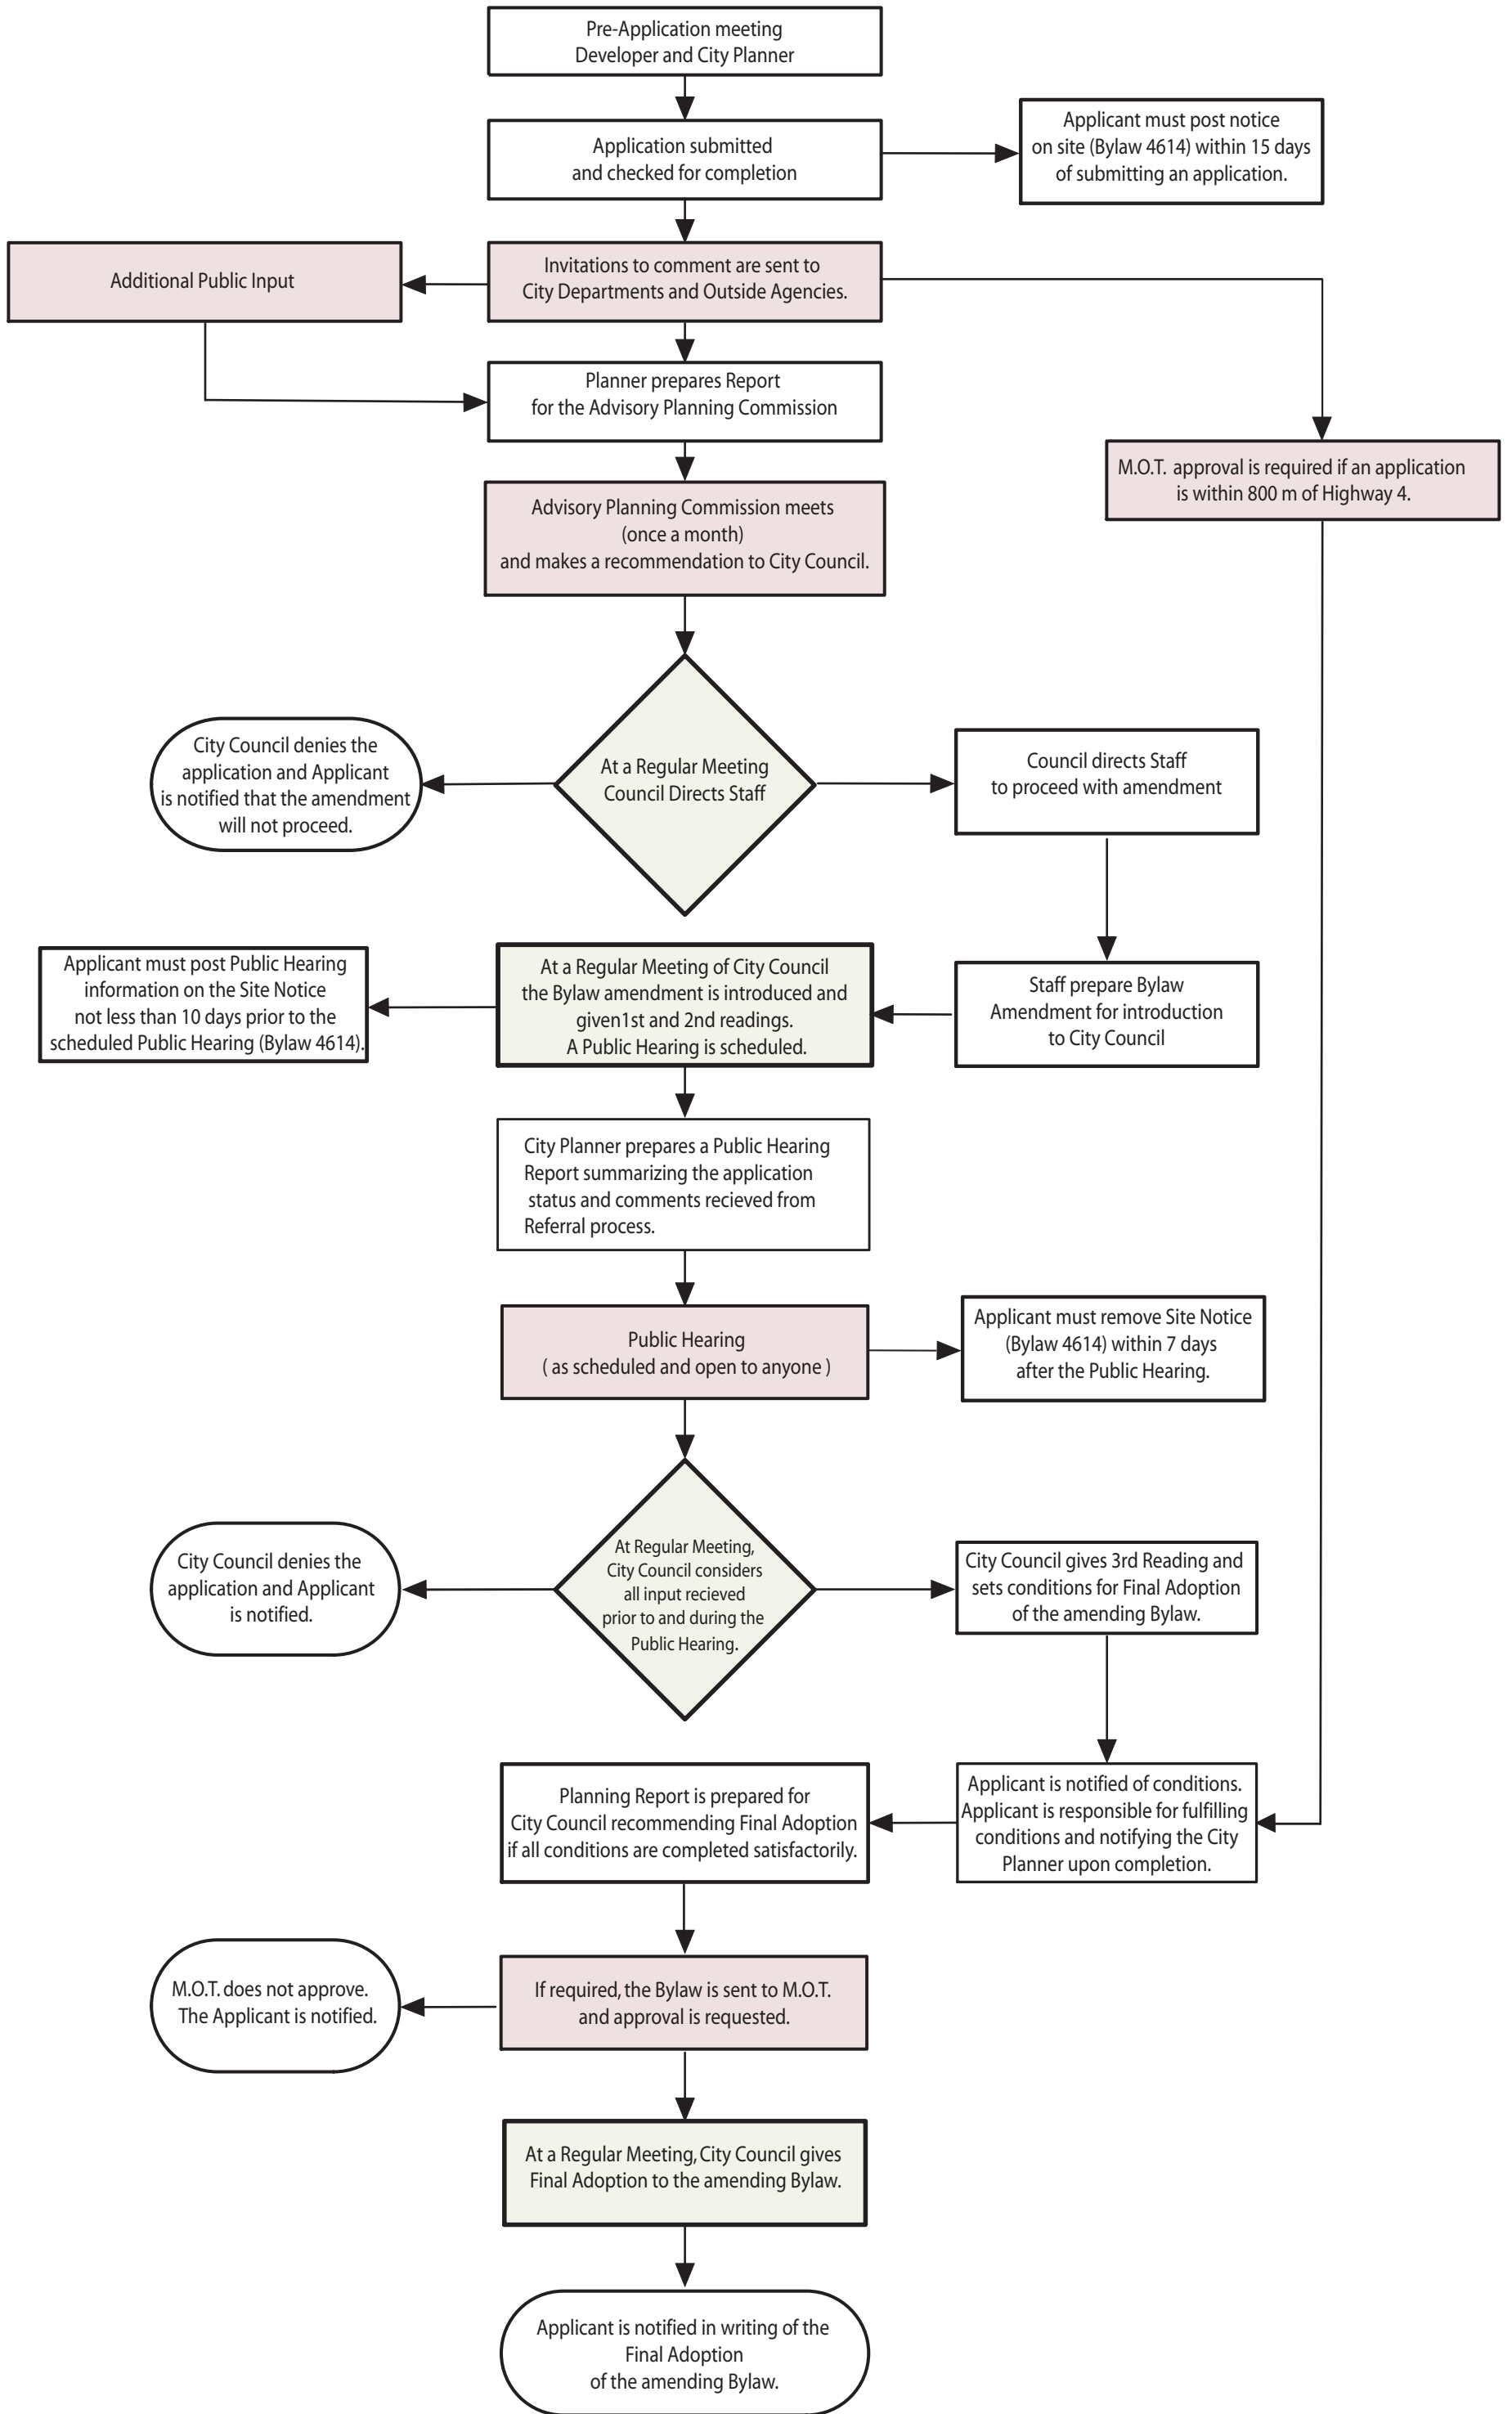 Pre-Application meeting
Developer and City Planner
Application submitted
and checked for completion
Applicant must post notice
on site (Bylaw 4614) within 15 days
of submitting an application.
Additional Public Input
Invitations to comment are sent to
City Departments and Outside Agencies.
Planner prepares Report
for the Advisory Planning Commission
M.O.T. approval is required if an application
is within 800 m of Highway 4.
Advisory Planning Commission meets
(once a month)
and makes a recommendation to City Council.
City Council denies the
application and Applicant
is notified that the amendment
will not proceed.
At a Regular Meeting
Council Directs Staff
Council directs Staff
to proceed with amendment
Applicant must post Public Hearing
information on the Site Notice
not less than 10 days prior to the
scheduled Public Hearing (Bylaw 4614).
At a Regular Meeting of City Council
the Bylaw amendment is introduced and
given1st and 2nd readings.
A Public Hearing is scheduled.
Staff prepare Bylaw
Amendment for introduction
to City Council
City Planner prepares a Public Hearing
Report summarizing the application
status and comments recieved from
Referral process.
Public Hearing
( as scheduled and open to anyone )
Applicant must remove Site Notice
(Bylaw 4614) within 7 days
after the Public Hearing.
City Council denies the
application and Applicant
is notified.
At Regular Meeting,
City Council considers
all input recieved
prior to and during the
Public Hearing.
City Council gives 3rd Reading and
sets conditions for Final Adoption
of the amending Bylaw.
Planning Report is prepared for
City Council recommending Final Adoption
if all conditions are completed satisfactorily.
Applicant is notified of conditions.
Applicant is responsible for fulfilling
conditions and notifying the City
Planner upon completion.
M.O.T. does not approve.
The Applicant is notified.
If required, the Bylaw is sent to M.O.T.
and approval is requested.
At a Regular Meeting, City Council gives
Final Adoption to the amending Bylaw.
Applicant is notified in writing of the
Final Adoption
of the amending Bylaw.